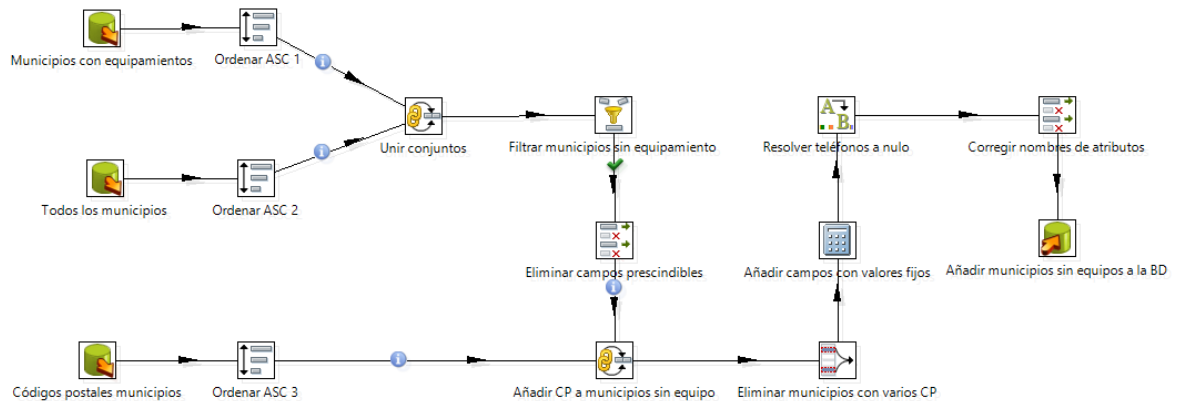 Municipios con equipamientos
Ordenar ASC 1
Unir conjuntos
Filtrar municipios sin equipamiento
Resolver teléfonos a nulo
Corregir nombres de atributos
Todos los municipios
Ordenar ASC 2
Eliminar campos prescindibles
Añadir campos con valores fijos
Añadir municipios sin equipos a la BD
Códigos postales municipios
Ordenar ASC 3
Añadir CP a municipios sin equipo
Eliminar municipios con varios CP